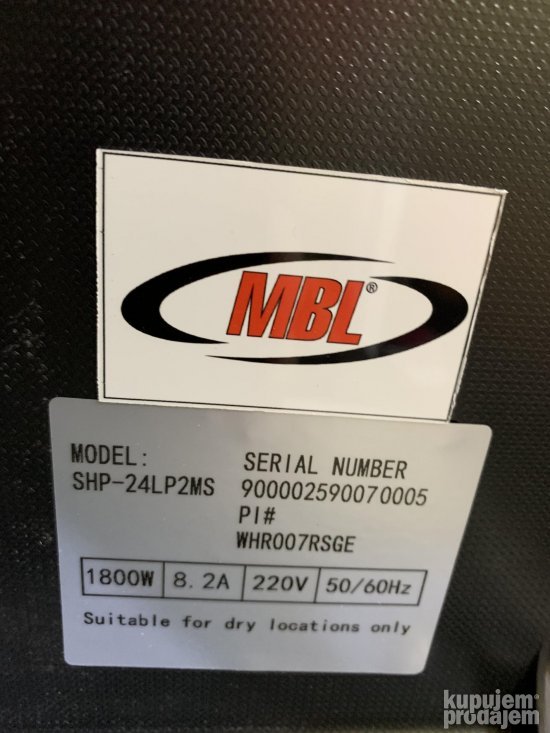 MBL®
MODEL:
SHP-24LP2MS
SERIAL NUMBER
900002590070005
PI#
WHR007RSGE
1800W 8.2A 220V 50/60Hz
Suitable for dry locations only
kupujem
prodajem